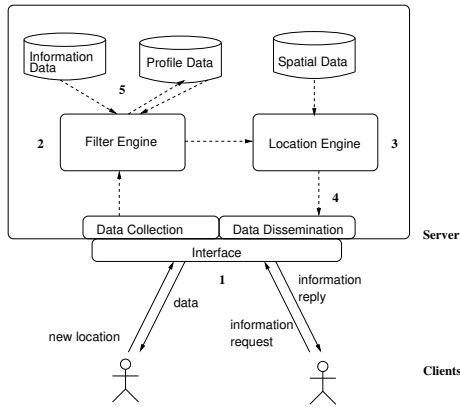 Information
Data
Profile Data
Spatial Data
5
2
Filter Engine
Location Engine
3
4
Data Collection
Data Dissemination
Server
Interface
1
information
reply
data
new location
information
request
Clients